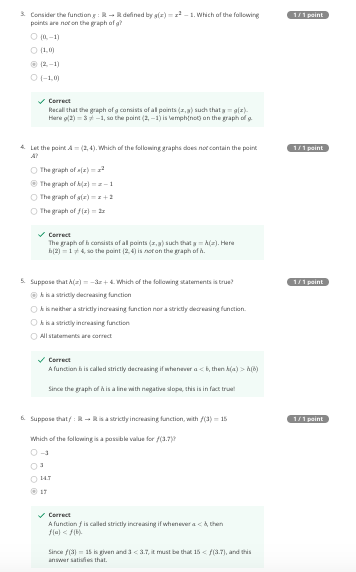 3. Consider the function g : ℝ → ℝ defined by g(x) = x² − 1. Which of the following
1 / 1 point
points are not on the graph of g?
(0, −1)
(1, 0)
(2, −1)
(−1, 0)
Correct
Recall that the graph of g consists of all points (x, y) such that y = g(x).
Here g(2) = 3 ≠ −1, so the point (2, −1) is \emph{not} on the graph of g.
4. Let the point A = (2, 4). Which of the following graphs does not contain the point
1 / 1 point
A?
The graph of s(x) = x²
The graph of h(x) = x − 1
The graph of g(x) = x + 2
The graph of f(x) = 2x
Correct
The graph of h consists of all points (x, y) such that y = h(x). Here
h(2) = 1 ≠ 4, so the point (2, 4) is not on the graph of h.
5. Suppose that h(x) = −3x + 4. Which of the following statements is true?
1 / 1 point
h is a strictly decreasing function
h is neither a strictly increasing function nor a strictly decreasing function.
h is a strictly increasing function
All statements are correct
Correct
A function h is called strictly decreasing if whenever a < b, then h(a) > h(b)
Since the graph of h is a line with negative slope, this is in fact true!
6. Suppose that f : ℝ → ℝ is a strictly increasing function, with f(3) = 15
1 / 1 point
Which of the following is a possible value for f(3.7)?
−3
3
14.7
17
Correct
A function f is called strictly increasing if whenever a < b, then
f(a) < f(b).
Since f(3) = 15 is given and 3 < 3.7, it must be that 15 < f(3.7), and this
answer satisfies that.